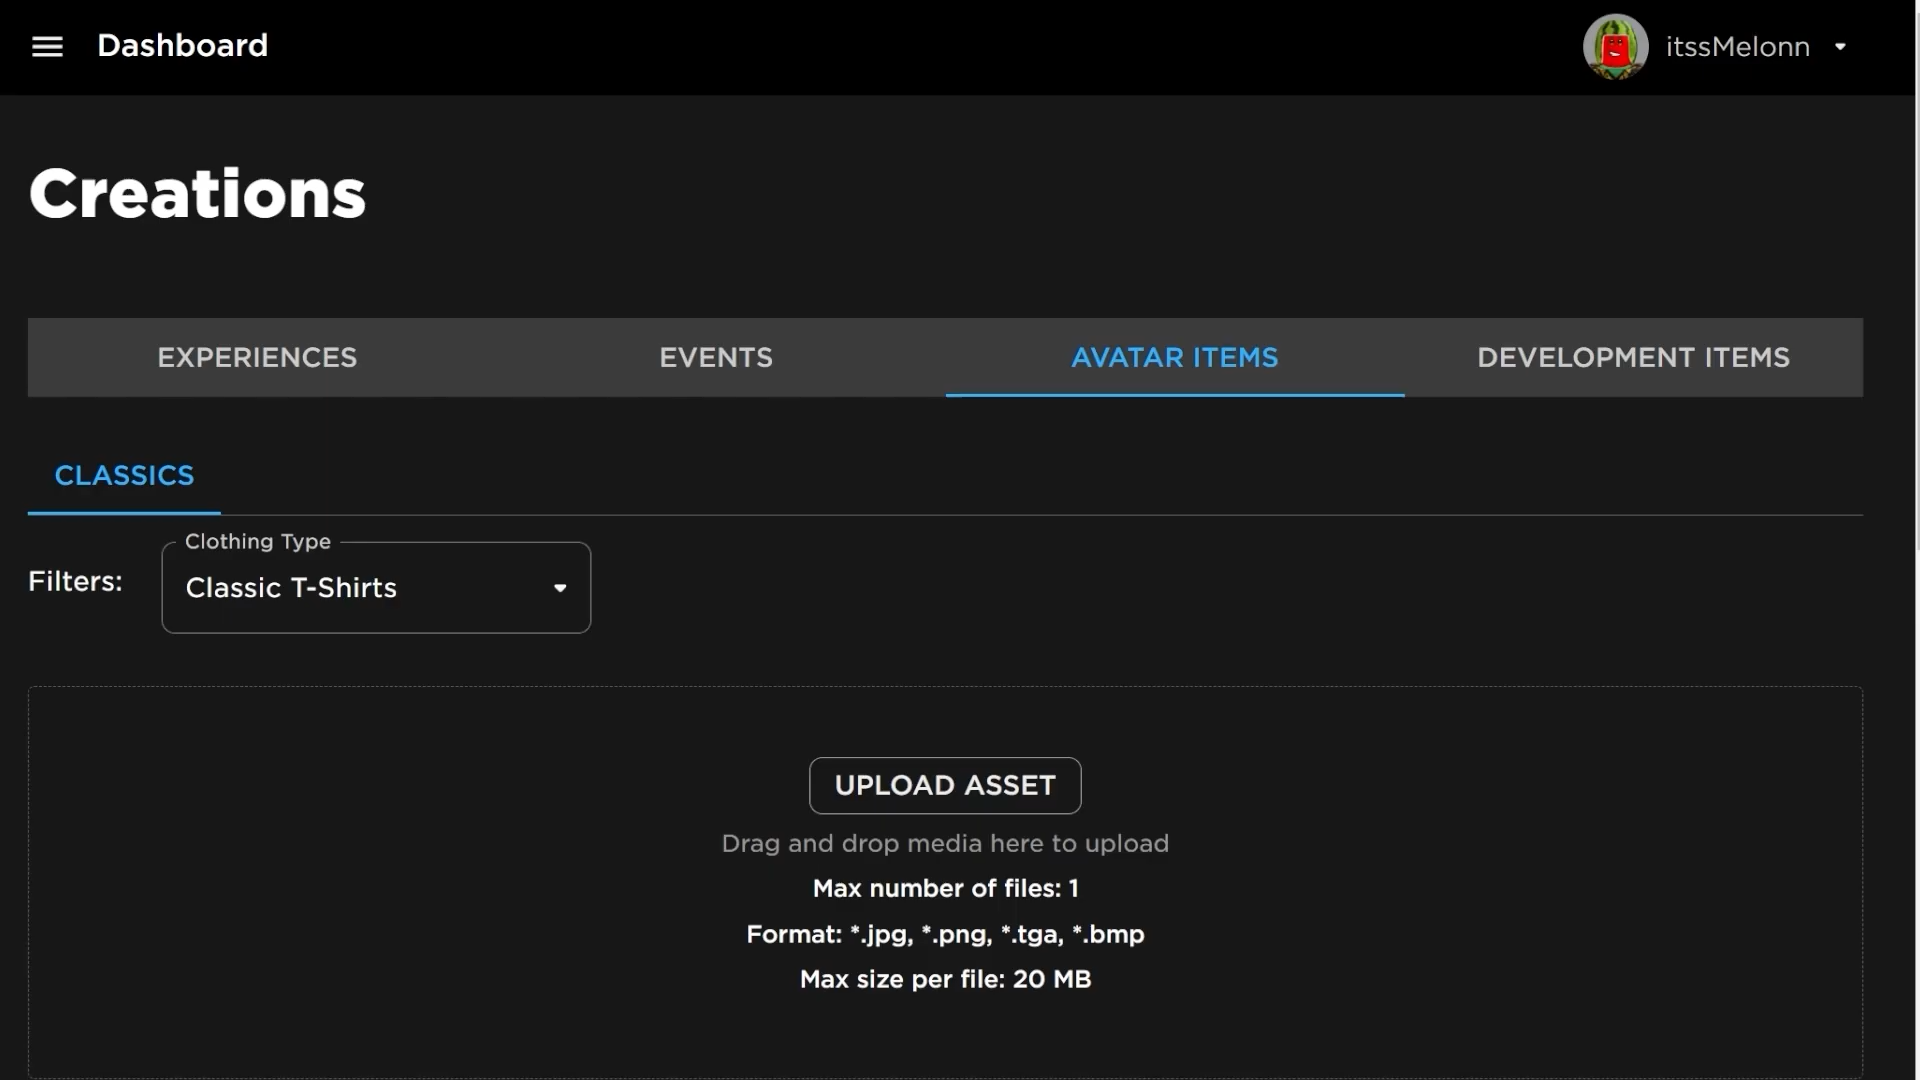 Dashboard
itssMelonn
Creations
EXPERIENCES
EVENTS
AVATAR ITEMS
DEVELOPMENT ITEMS
CLASSICS
Filters:
Clothing Type
Classic T-Shirts
UPLOAD ASSET
Drag and drop media here to upload
Max number of files: 1
Format: *.jpg, *.png, *.tga, *.bmp
Max size per file: 20 MB